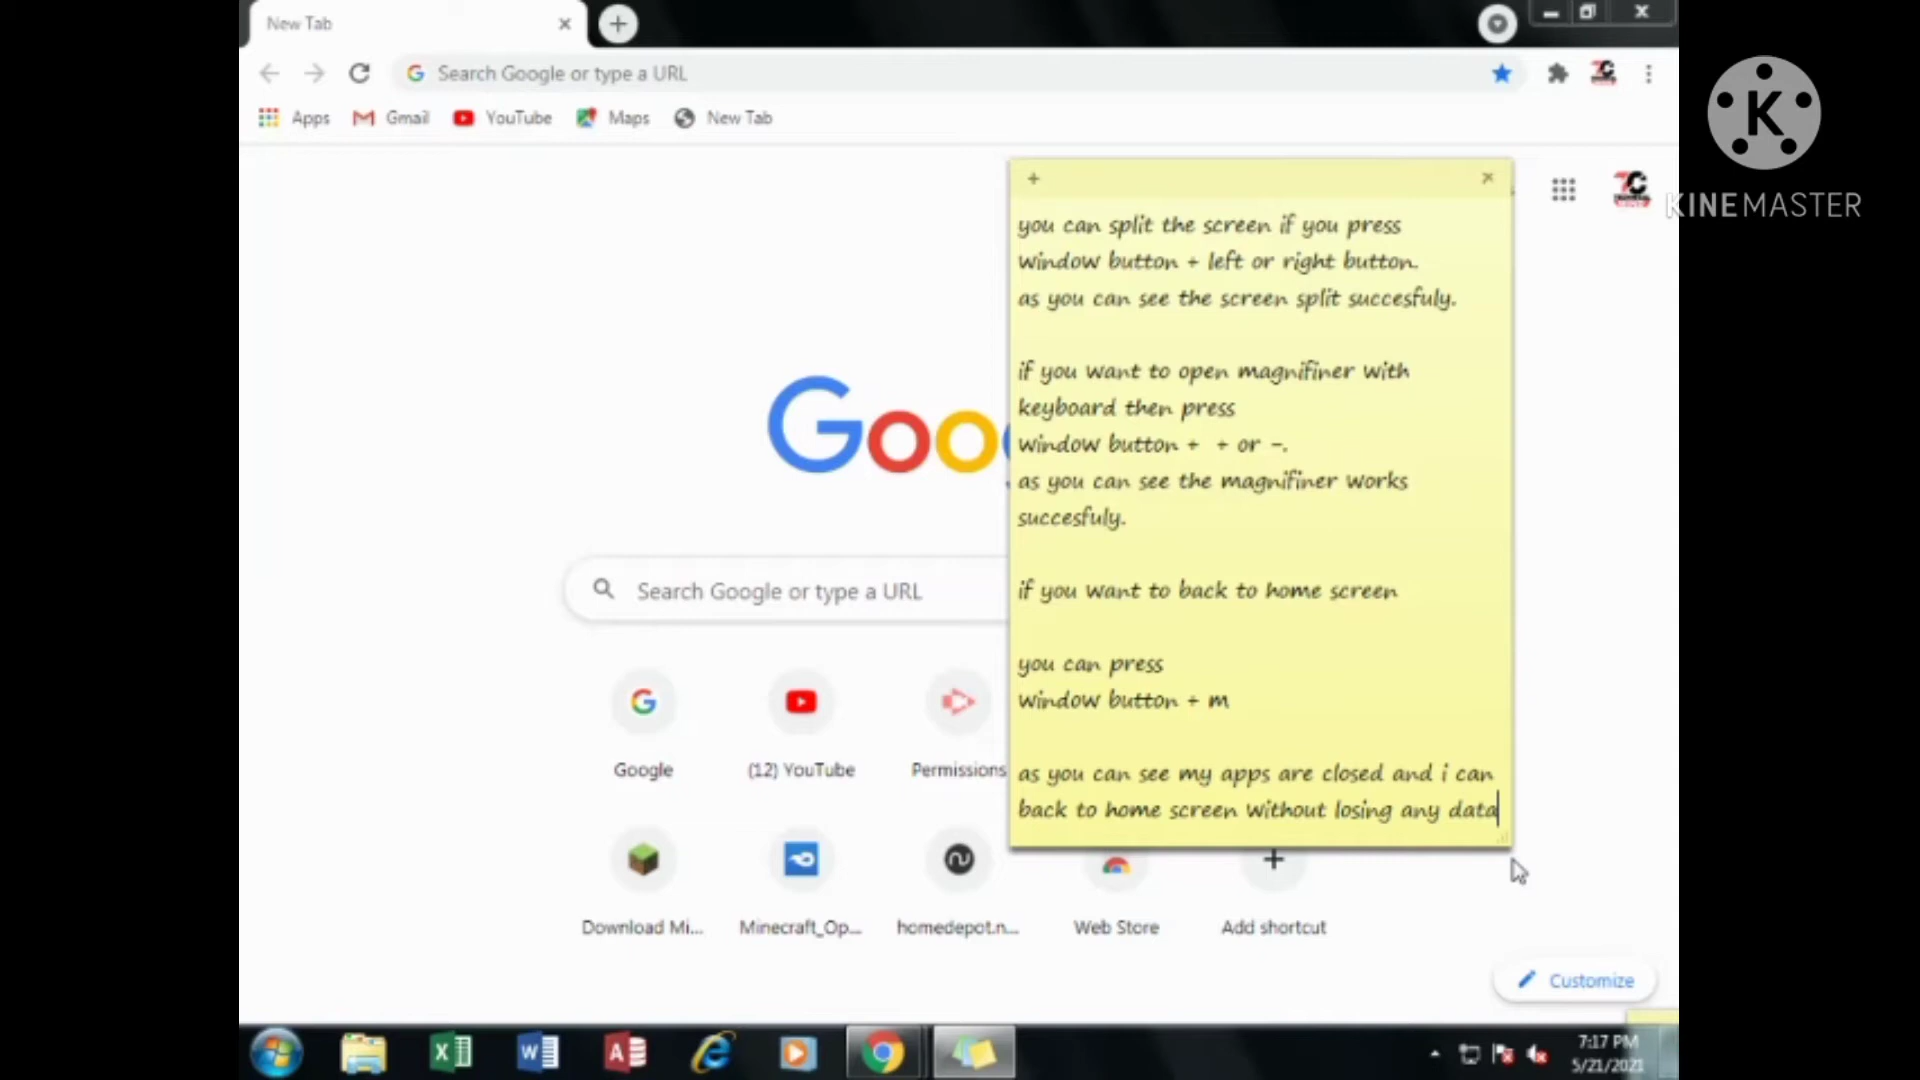 New Tab
Search Google or type a URL
Apps
Gmail
YouTube
Maps
New Tab
K
KINEMASTER
you can split the screen if you press
window button + left or right button.
as you can see the screen split succesfuly.
if you want to open magnifiner with
keyboard then press
window button + + or -.
as you can see the magnifiner works
succesfuly.
if you want to back to home screen
you can press
window button + m
as you can see my apps are closed and i can
back to home screen without losing any data
Goo
Search Google or type a URL
Google
(12) YouTube
Permissions
Download Mi...
Minecraft_Op...
homedepot.n...
Web Store
Add shortcut
Customize
7:17 PM
5/21/2021